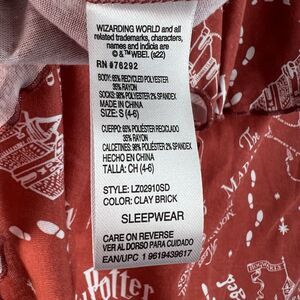 WIZARDING WORLD and all
related trademarks, characters,
names and indicia are
© & ™ WBEI. (s22)
RN #76292
BODY: 65% RECYCLED POLYESTER
35% RAYON
SOCKS: 98% POLYESTER 2% SPANDEX
MADE IN CHINA
SIZE: S (4-6)
CUERPO: 65% POLIÉSTER RECICLADO
35% RAYÓN
CALCETINES: 98% POLIÉSTER 2% SPANDEX
HECHO EN CHINA
TALLA: CH (4-6)
STYLE: LZ02910SD
COLOR: CLAY BRICK
SLEEPWEAR
CARE ON REVERSE
VER AL DORSO PARA CUIDADO
EAN/UPC 1 9619439617
The
Potter
HOGWARTS